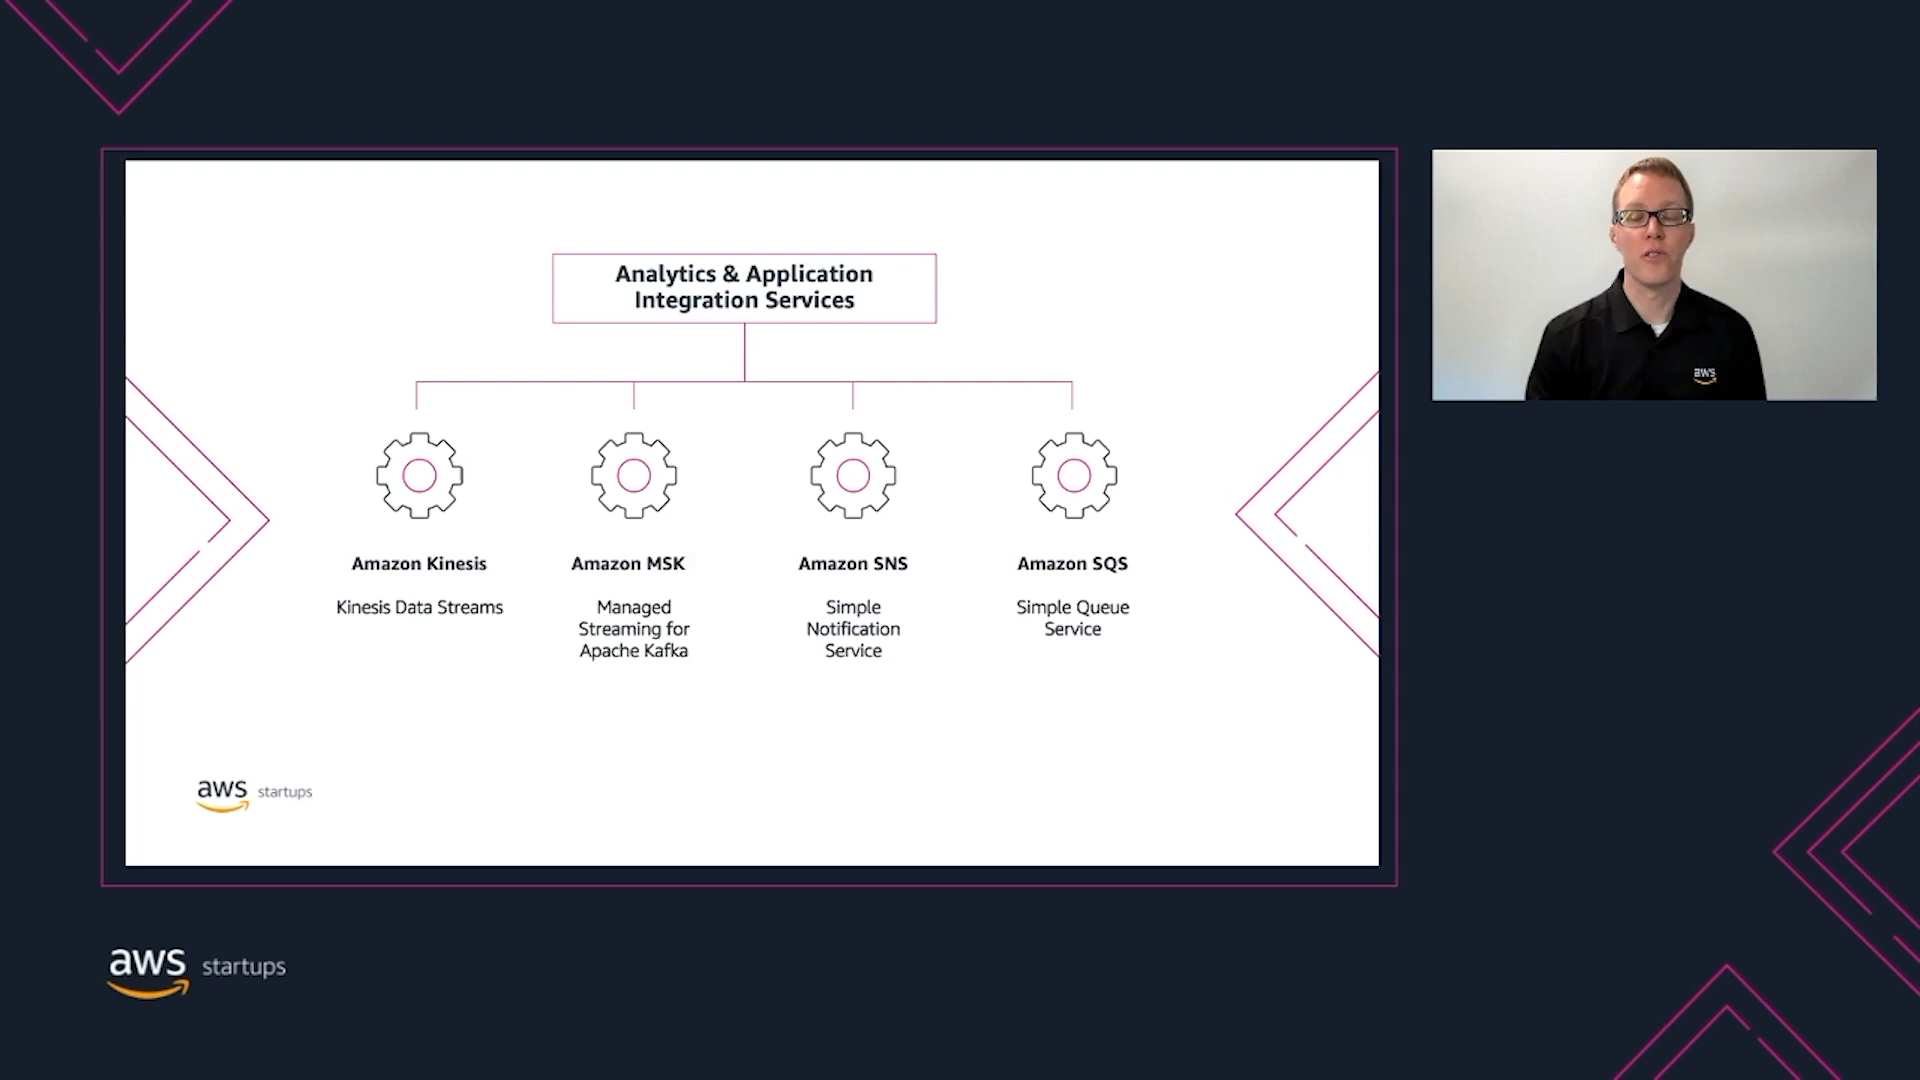 Analytics & Application
Integration Services
Amazon Kinesis
Kinesis Data Streams
Amazon MSK
Managed
Streaming for
Apache Kafka
Amazon SNS
Simple
Notification
Service
Amazon SQS
Simple Queue
Service
aws startups
aws
aws startups